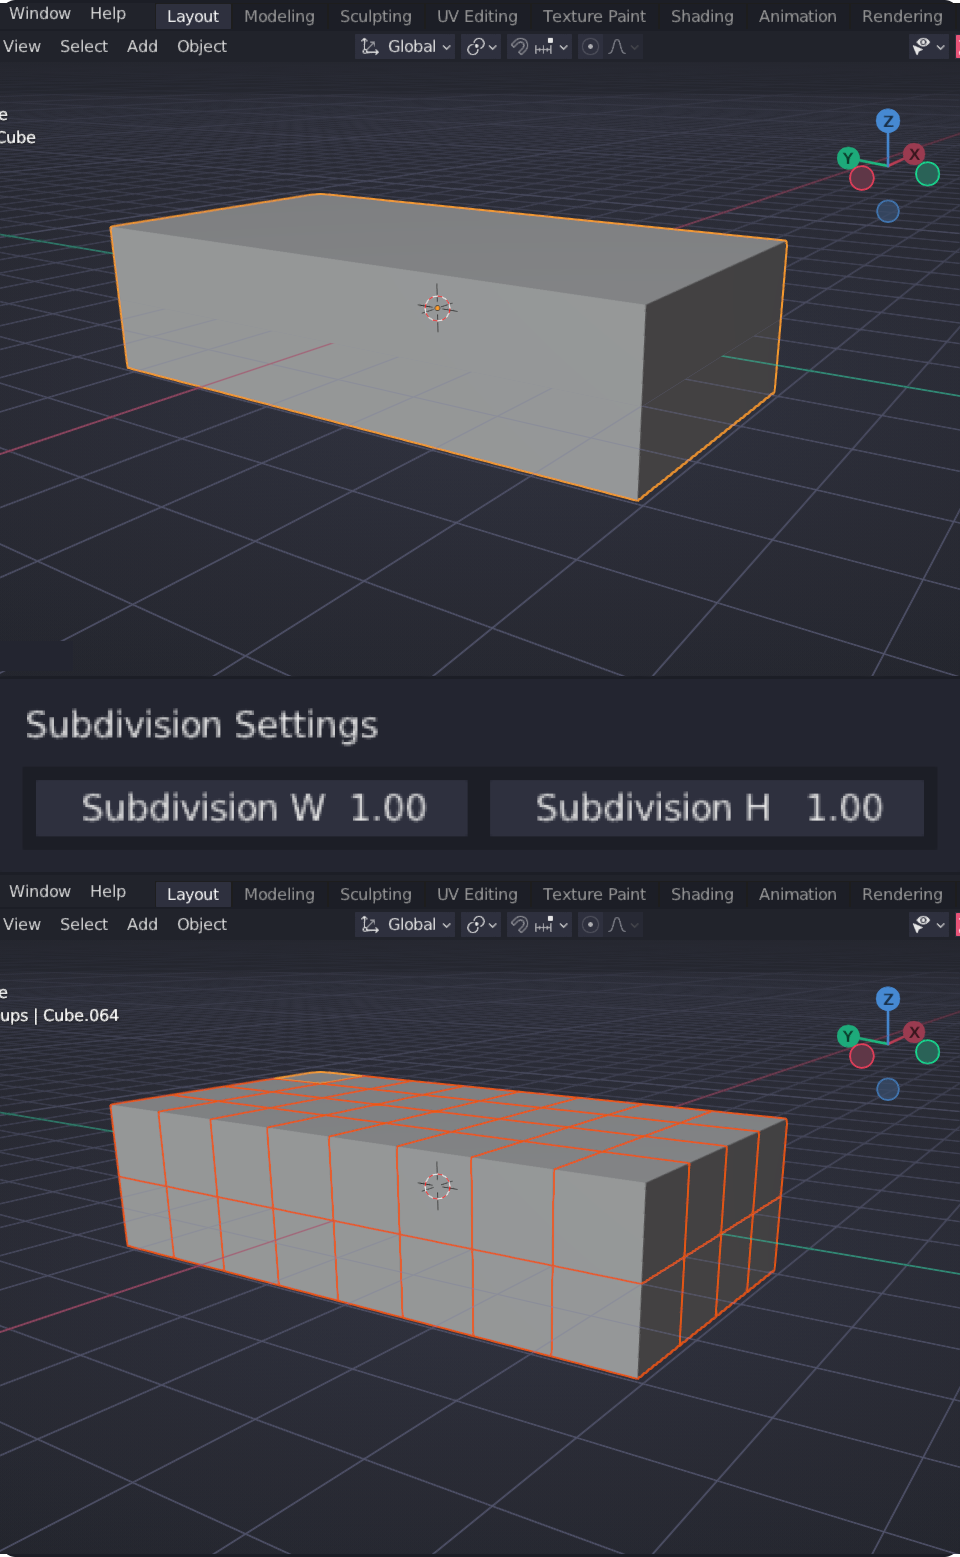 Window Help Layout Modeling Sculpting UV Editing Texture Paint Shading Animation Rendering
View Select Add Object Global
e
Cube
Z
Y X
Subdivision Settings
Subdivision W 1.00 Subdivision H 1.00
Window Help Layout Modeling Sculpting UV Editing Texture Paint Shading Animation Rendering
View Select Add Object Global
e
ups | Cube.064
Z
Y X